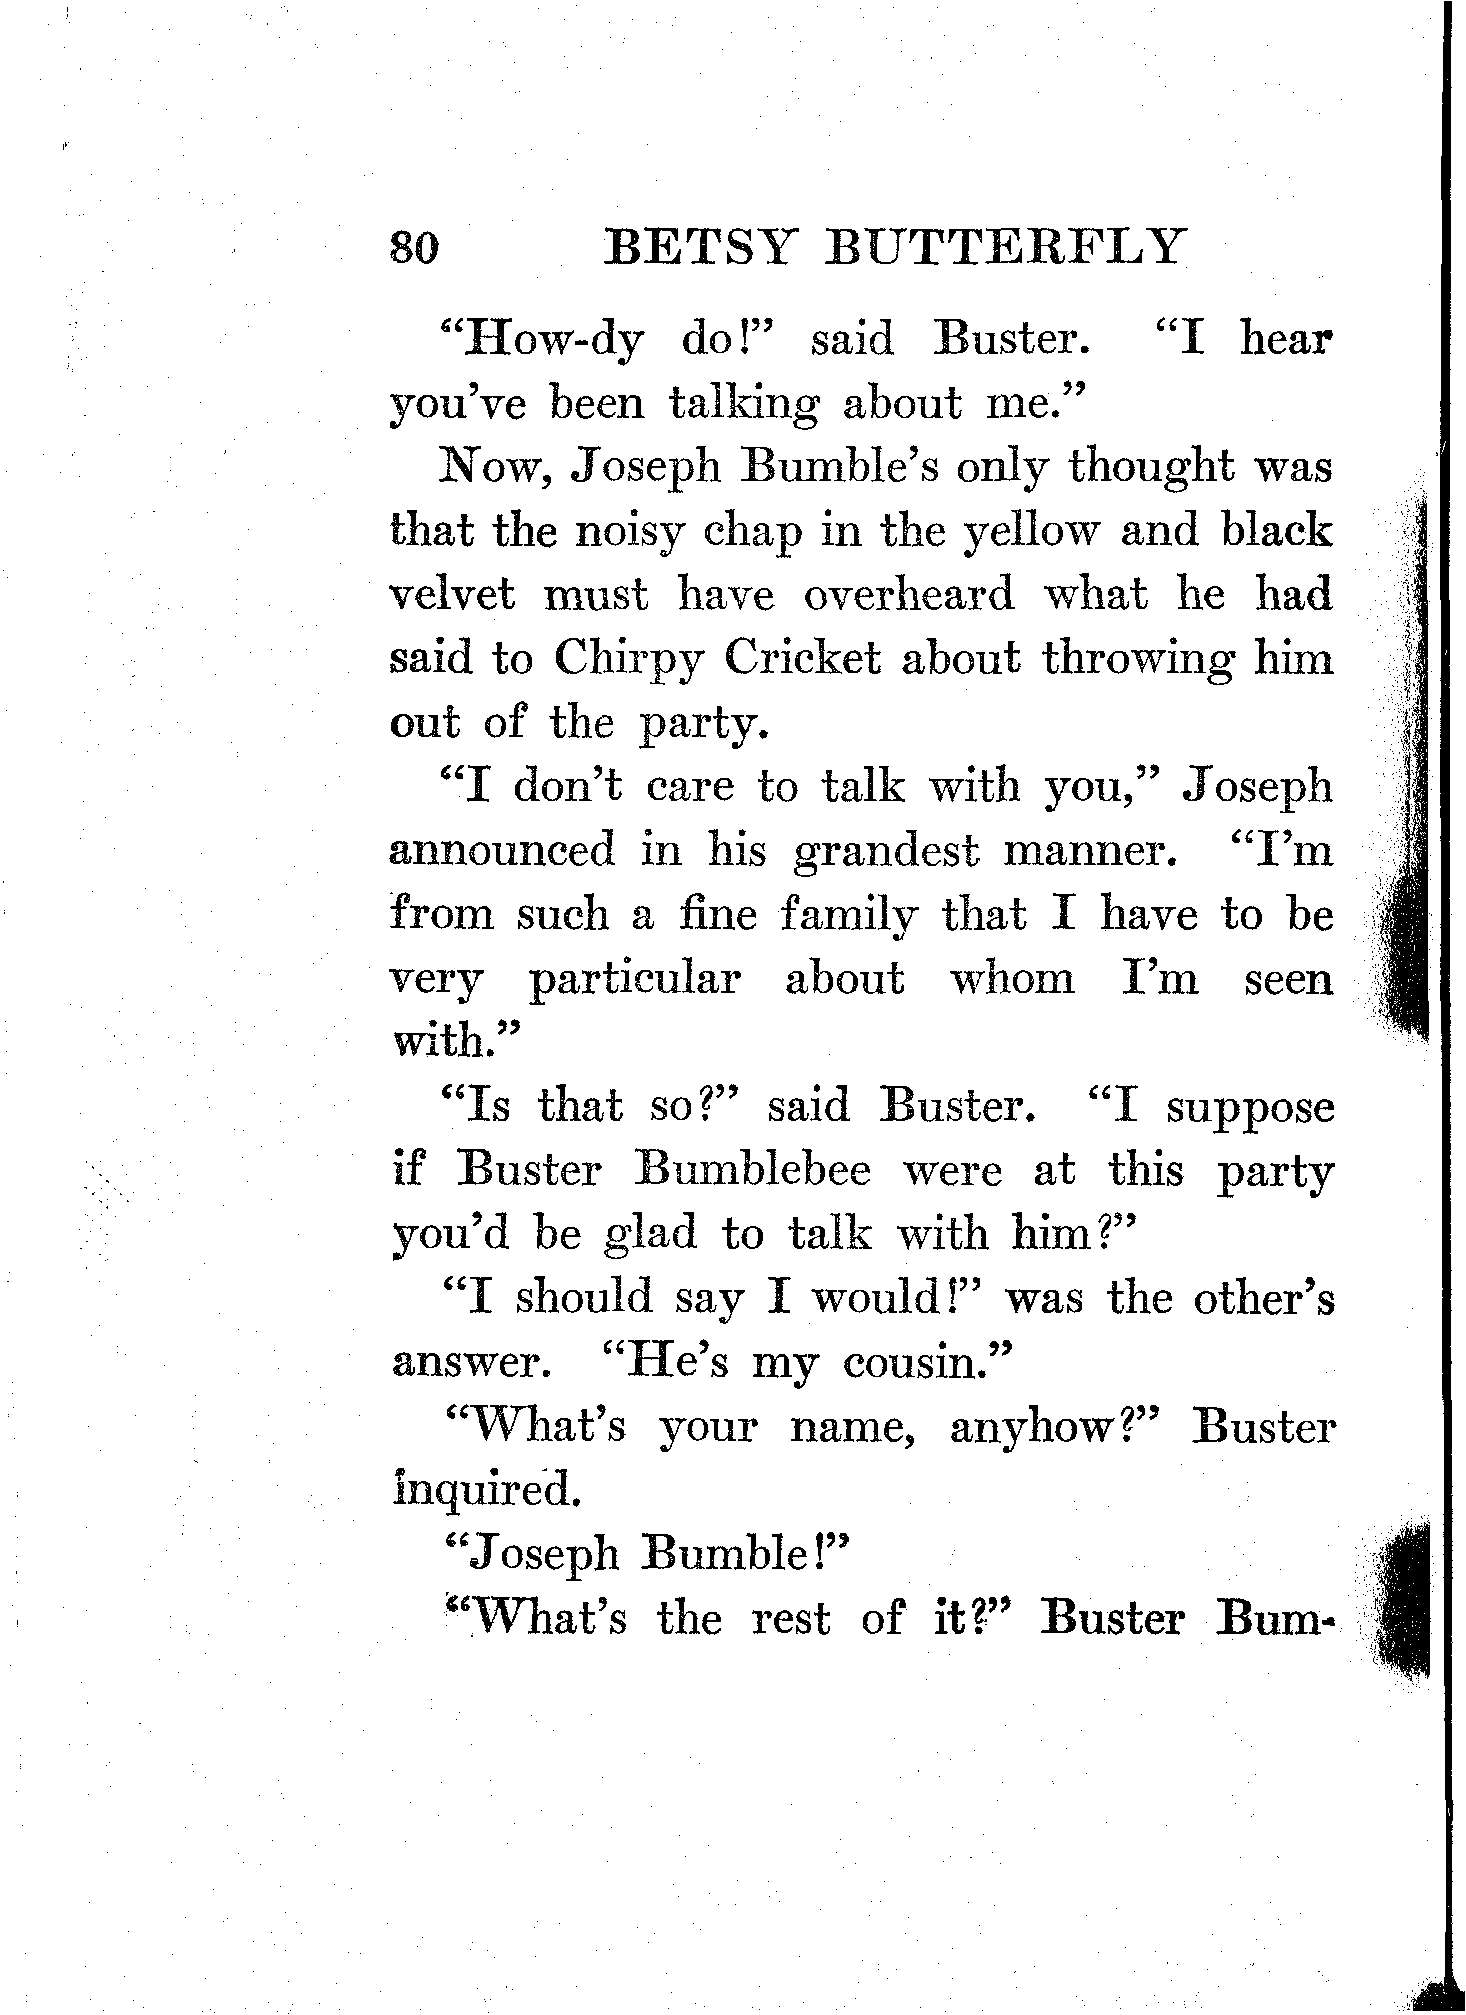 80 BETSY BUTTERFLY
“How-dy do!” said Buster. “I hear
you’ve been talking about me.”
Now, Joseph Bumble’s only thought was
that the noisy chap in the yellow and black
velvet must have overheard what he had
said to Chirpy Cricket about throwing him
out of the party.
“I don’t care to talk with you,” Joseph
announced in his grandest manner. “I’m
from such a fine family that I have to be
very particular about whom I’m seen
with.”
“Is that so?” said Buster. “I suppose
if Buster Bumblebee were at this party
you’d be glad to talk with him?”
“I should say I would!” was the other’s
answer. “He’s my cousin.”
“What’s your name, anyhow?” Buster
inquired.
“Joseph Bumble!”
“What’s the rest of it?” Buster Bum-